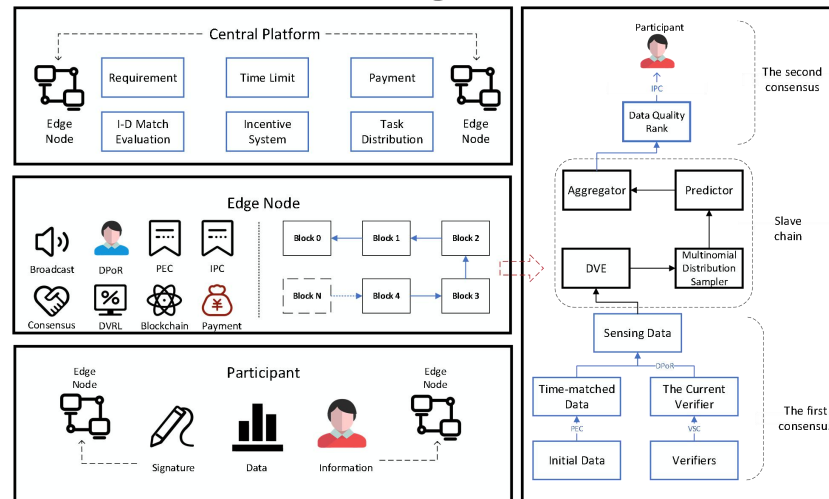 Central Platform
Requirement
Time Limit
Payment
Edge
Node
I-D Match
Evaluation
Incentive
System
Task
Distribution
Edge
Node
Edge Node
Broadcast
DPoR
PEC
IPC
Consensus
DVRL
Blockchain
Payment
Block 0
Block 1
Block 2
Block N
Block 4
Block 3
Participant
Edge
Node
Edge
Node
Signature
Data
Information
Participant
IPC
Data Quality
Rank
The second
consensus
Aggregator
Predictor
DVE
Multinomial
Distribution
Sampler
Slave
chain
Sensing Data
DPoR
Time-matched
Data
The Current
Verifier
PEC
VSC
Initial Data
Verifiers
The first
consensus